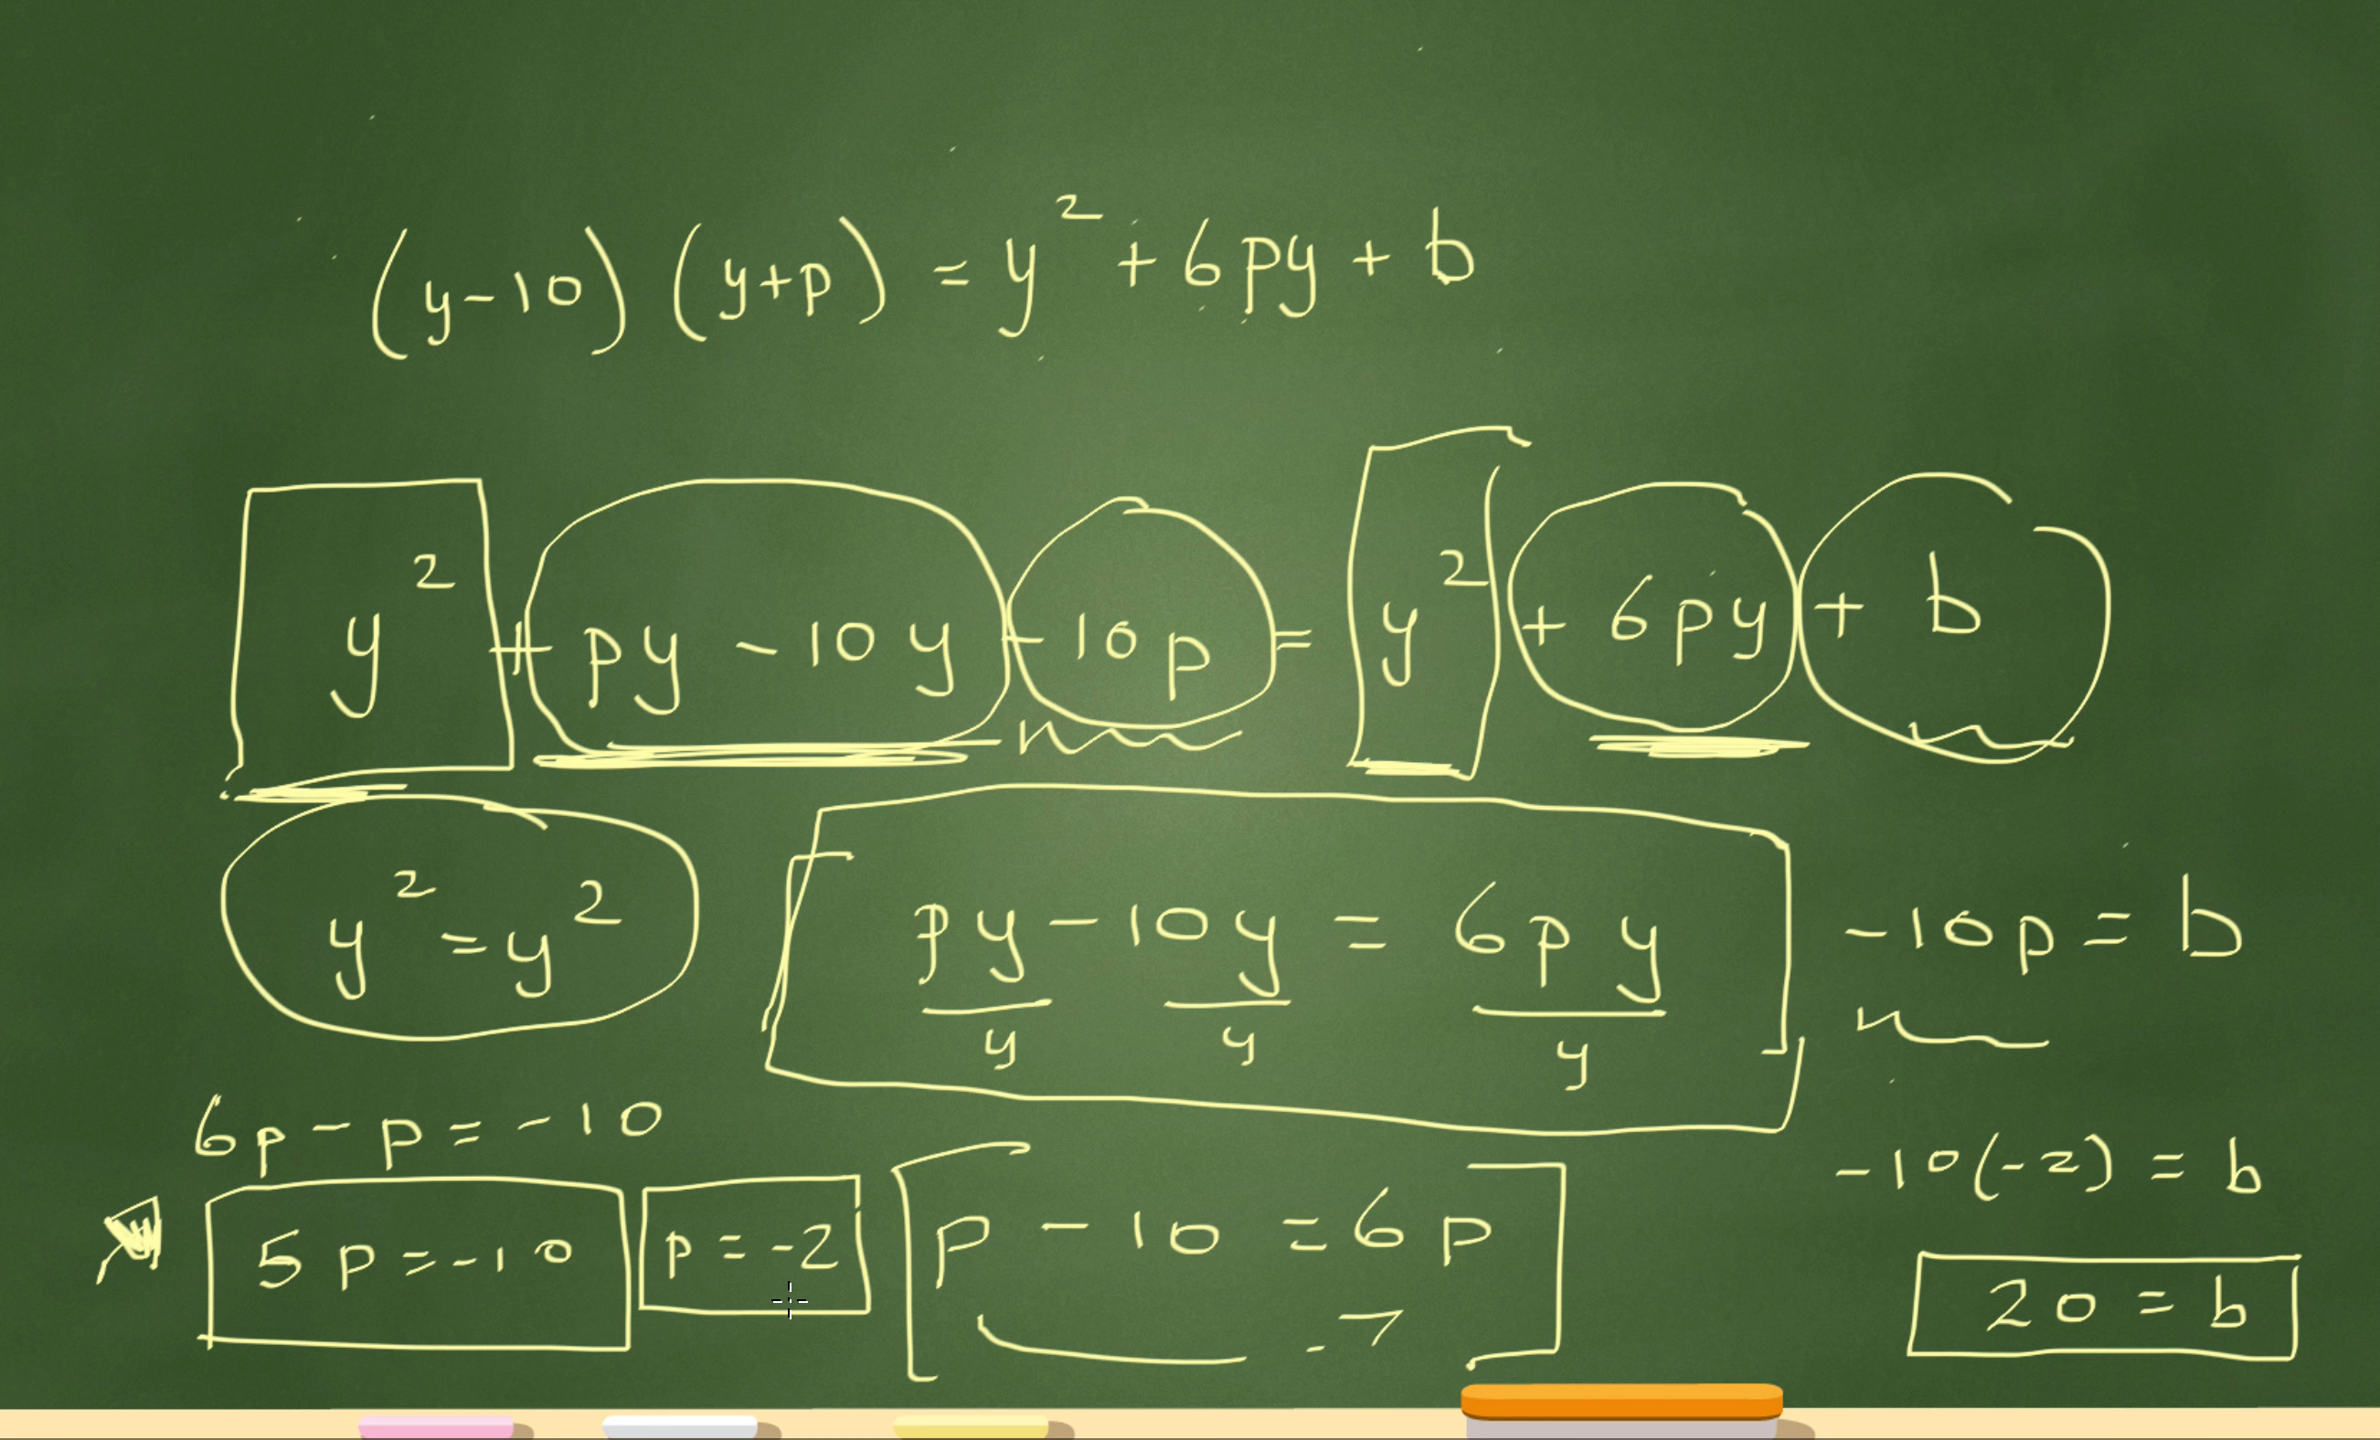 (y-10) (y+p) = y² + 6py + b
y² + py - 10y - 10p = y² + 6py + b
y² = y²
py/y - 10y/y = 6py/y
-10p = b
6p - p = -10
-10(-2) = b
5p = -10
p = -2
p - 10 = 6p
20 = b